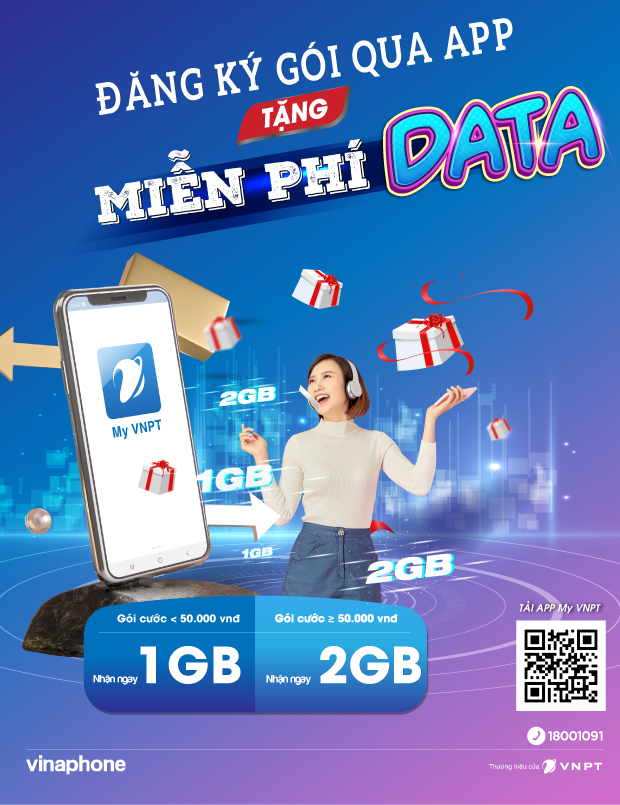 ĐĂNG KÝ GÓI QUA APP
TẶNG
MIỄN PHÍ DATA
My VNPT
2GB
1GB
1GB
2GB
TẢI APP My VNPT
Gói cước < 50.000 vnđ
Nhận ngay 1GB
Gói cước ≥ 50.000 vnđ
Nhận ngay 2GB
18001091
vinaphone
Thương hiệu của VNPT